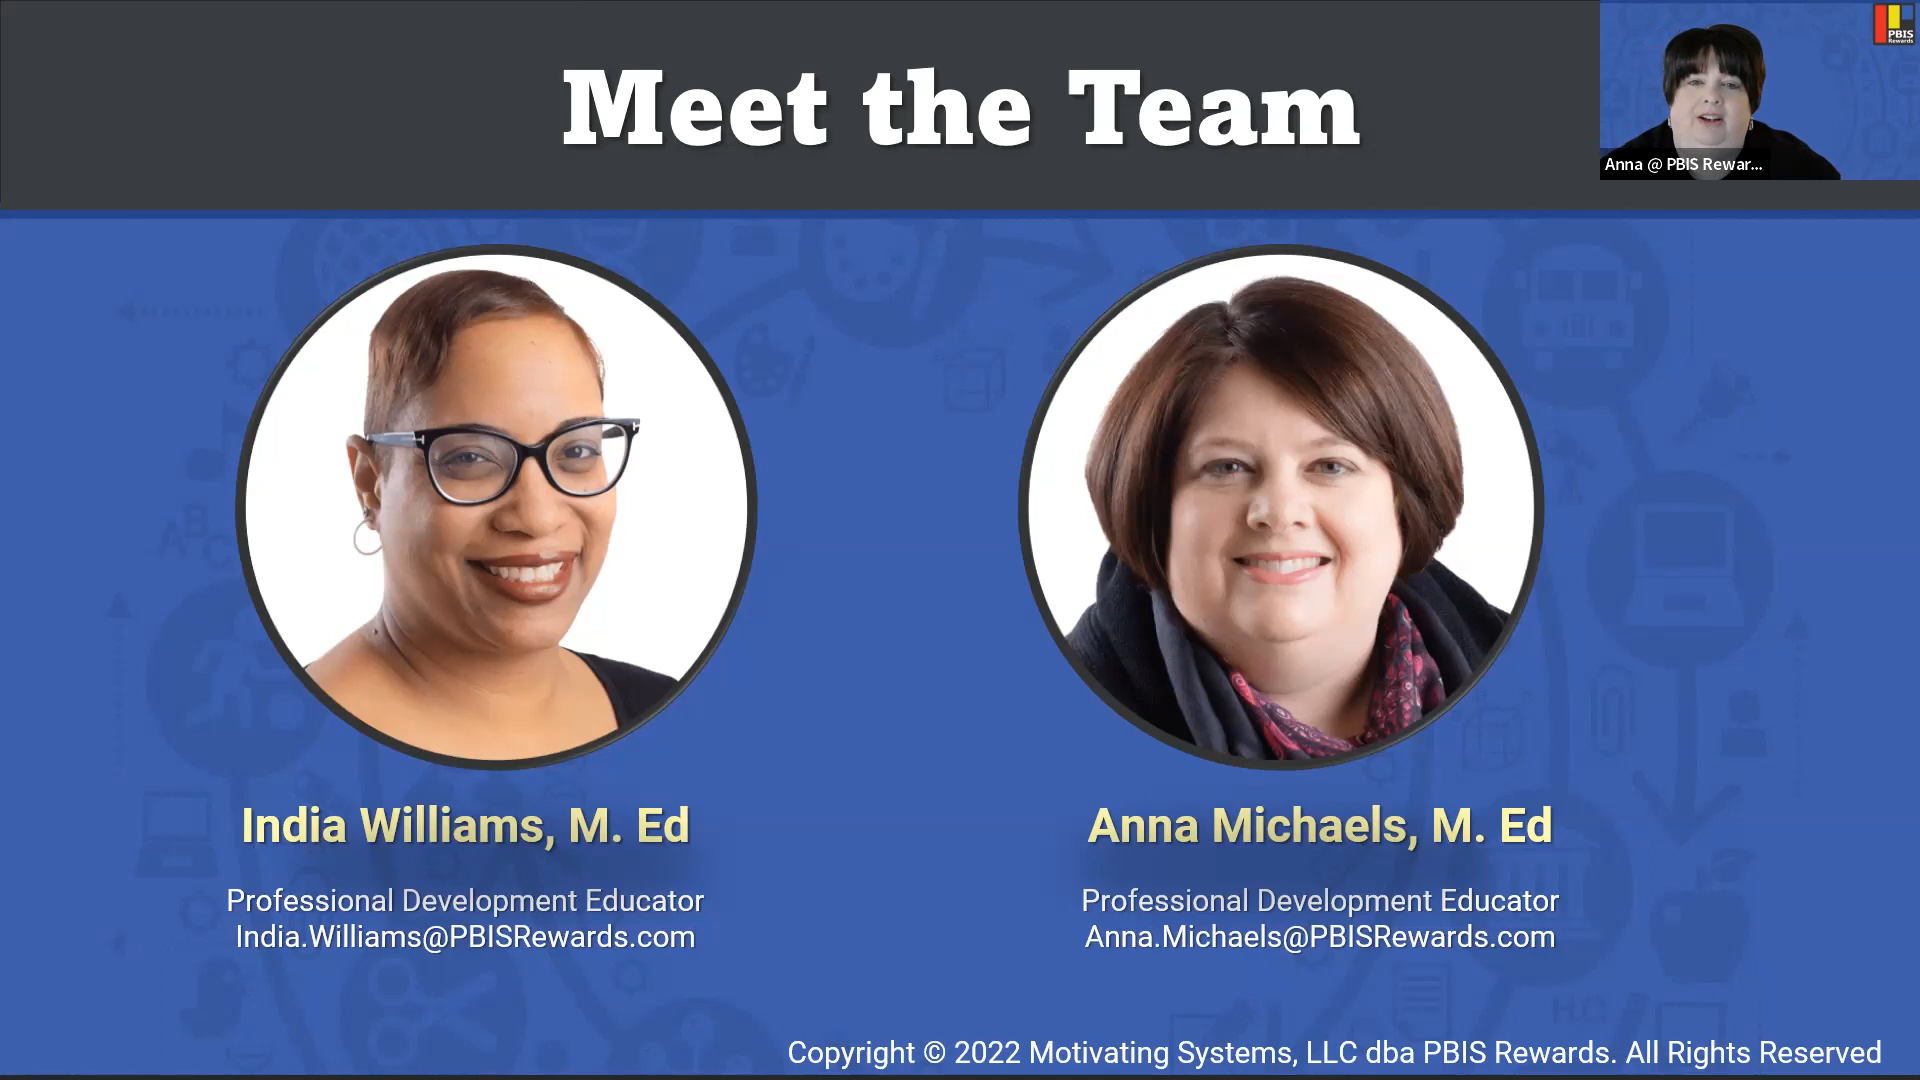 Meet the Team
PBIS
Rewards
Anna @ PBIS Rewar...
India Williams, M. Ed
Professional Development Educator
India.Williams@PBISRewards.com
Anna Michaels, M. Ed
Professional Development Educator
Anna.Michaels@PBISRewards.com
Copyright © 2022 Motivating Systems, LLC dba PBIS Rewards. All Rights Reserved